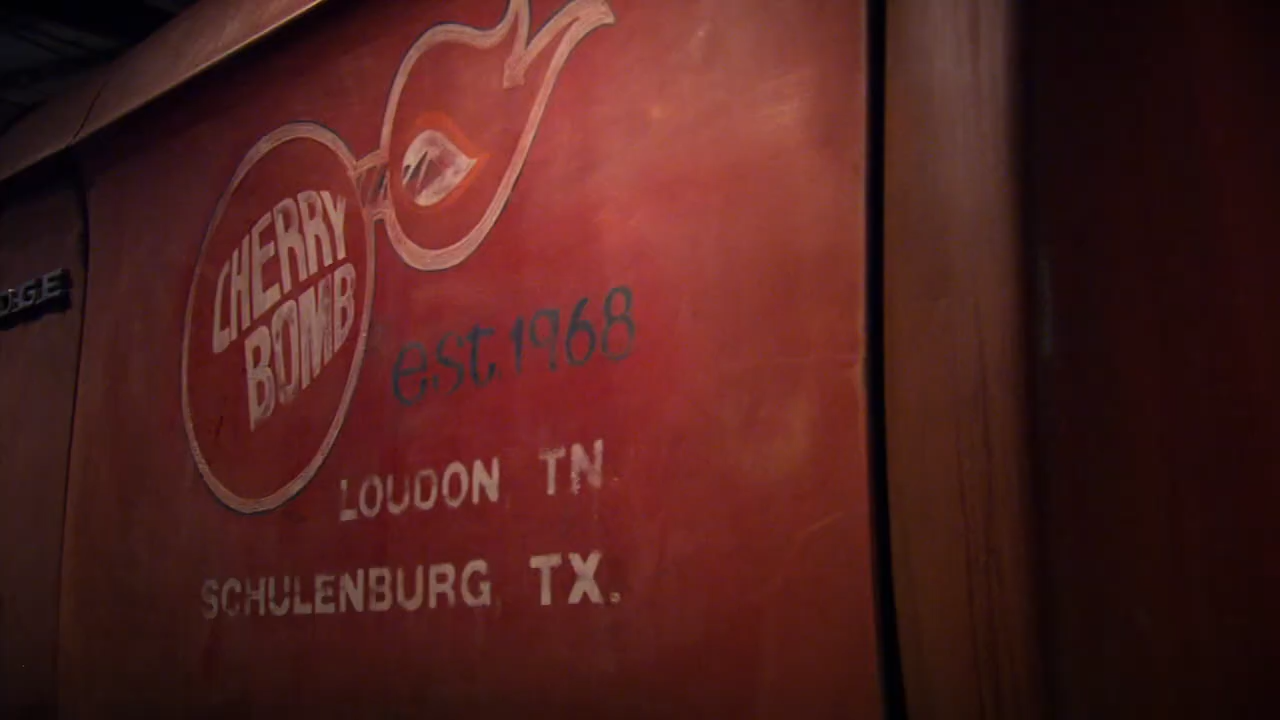 CHERRY
BOMB
est.1968
LOUDON TN.
SCHULENBURG TX.